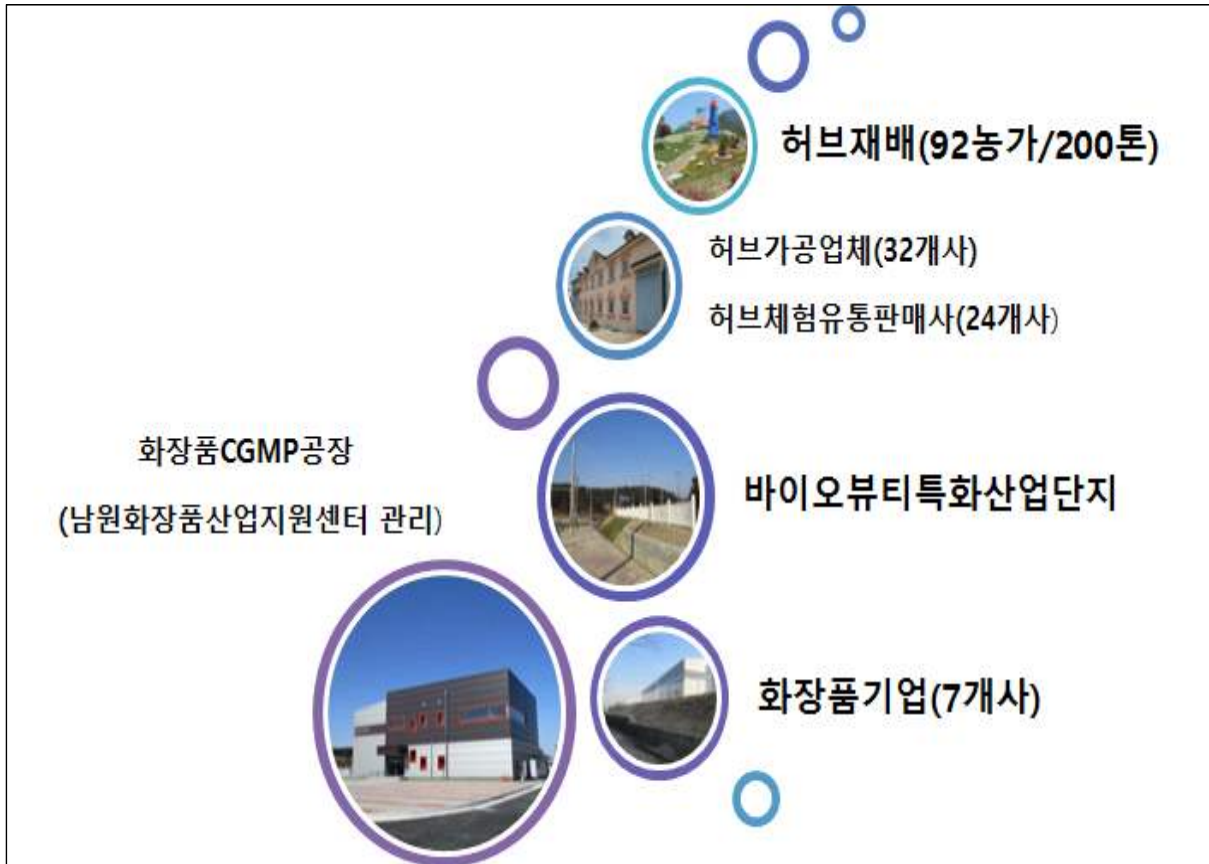 허브재배(92농가/200톤)
허브가공업체(32개사)
허브체험유통판매사(24개사)
화장품CGMP공장
(남원화장품산업지원센터 관리)
바이오뷰티특화산업단지
화장품기업(7개사)